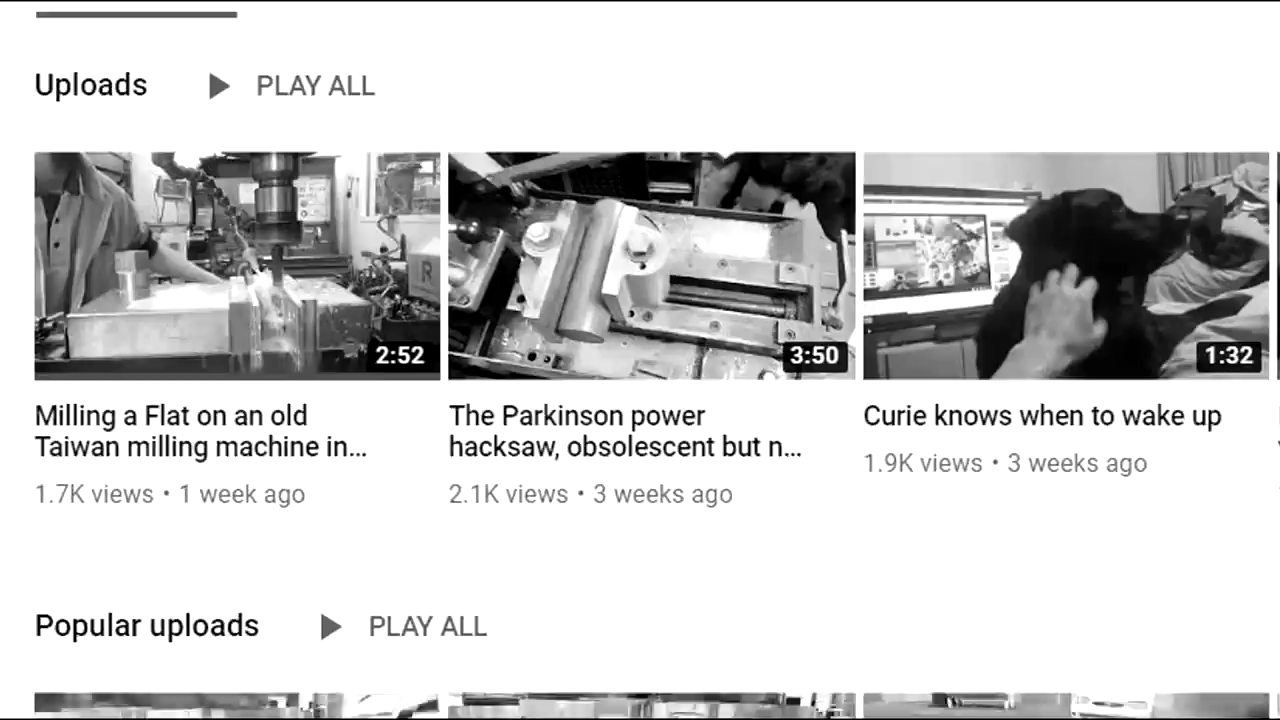 Uploads PLAY ALL
2:52
3:50
1:32
Milling a Flat on an old
Taiwan milling machine in...
1.7K views • 1 week ago
The Parkinson power
hacksaw, obsolescent but n...
2.1K views • 3 weeks ago
Curie knows when to wake up
1.9K views • 3 weeks ago
Popular uploads PLAY ALL